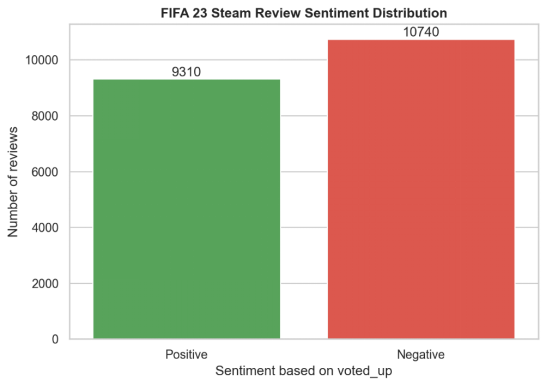 FIFA 23 Steam Review Sentiment Distribution
Number of reviews
10000
8000
6000
4000
2000
0
9310
10740
Positive
Negative
Sentiment based on voted_up